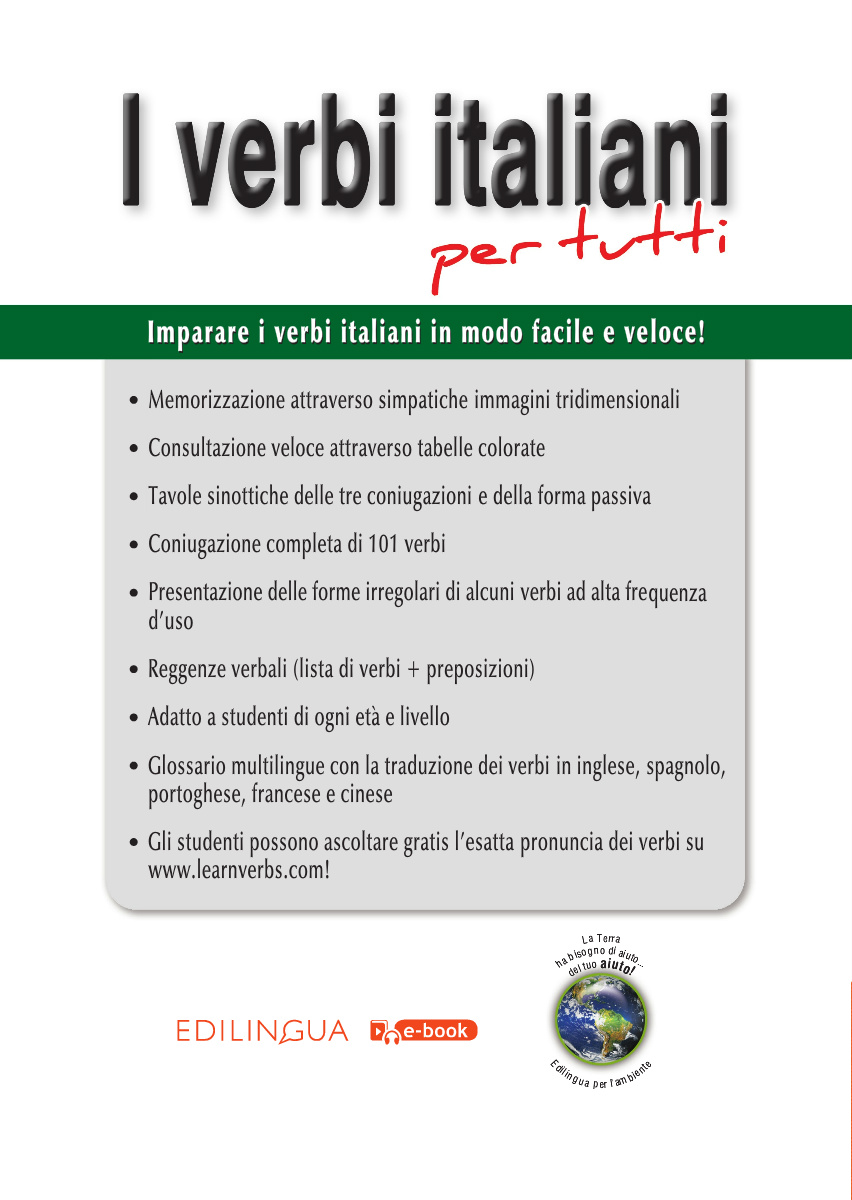 I verbi italiani
per tutti
Imparare i verbi italiani in modo facile e veloce!
• Memorizzazione attraverso simpatiche immagini tridimensionali
• Consultazione veloce attraverso tabelle colorate
• Tavole sinottiche delle tre coniugazioni e della forma passiva
• Coniugazione completa di 101 verbi
• Presentazione delle forme irregolari di alcuni verbi ad alta frequenza
d'uso
• Reggenze verbali (lista di verbi + preposizioni)
• Adatto a studenti di ogni età e livello
• Glossario multilingue con la traduzione dei verbi in inglese, spagnolo,
portoghese, francese e cinese
• Gli studenti possono ascoltare gratis l'esatta pronuncia dei verbi su
www.learnverbs.com!
La Terra
ha bisogno di aiuto...
del tuo aiuto!
EDILINGUA
e-book
Edilingua per l'ambiente